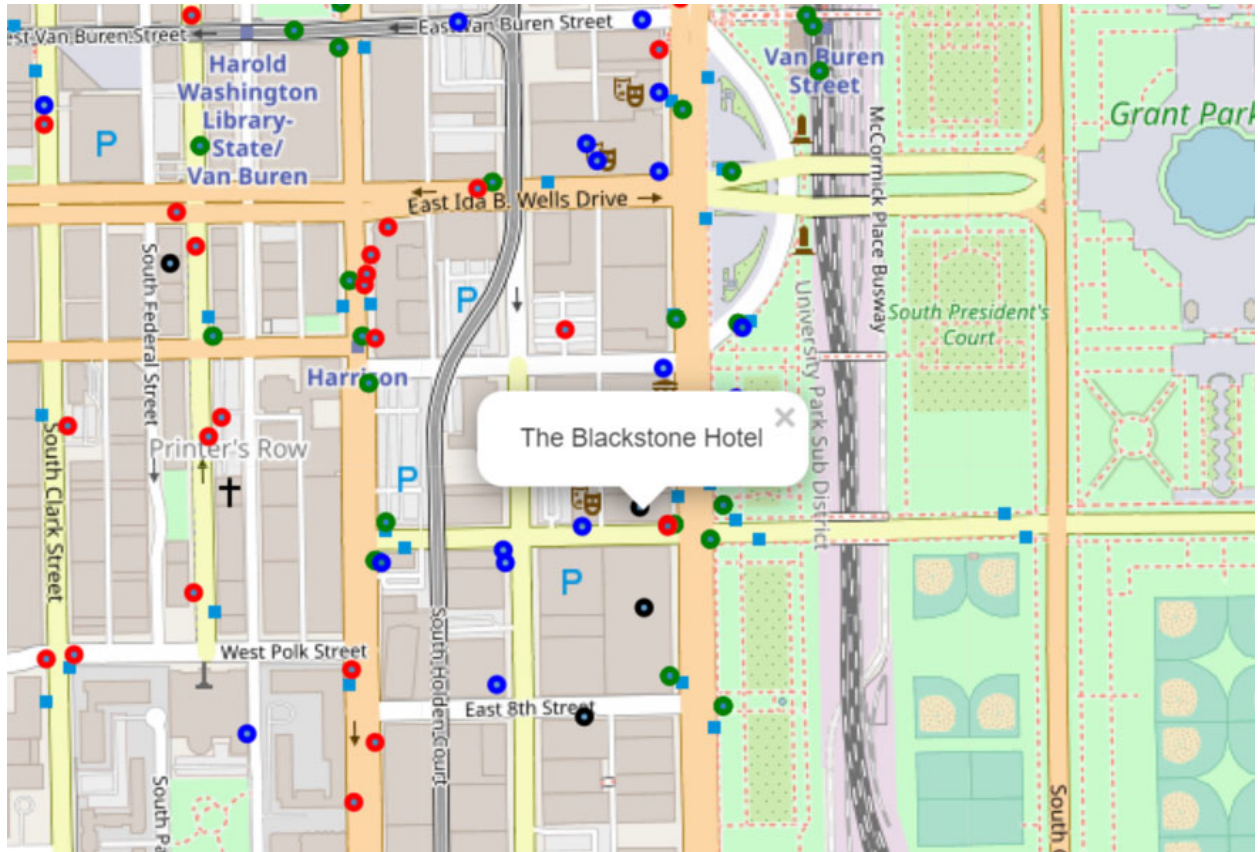 est Van Buren Street
East Van Buren Street
Harold
Washington
Library-
State/
Van Buren
Van Buren
Street
Grant Park
P
McCormick Place Busway
East Ida B. Wells Drive
South Federal Street
P
University Park Sub District
South President's
Court
Harrison
The Blackstone Hotel
×
Printer's Row
South Clark Street
P
P
South Holden Court
West Polk Street
East 8th Street
South Pa
South